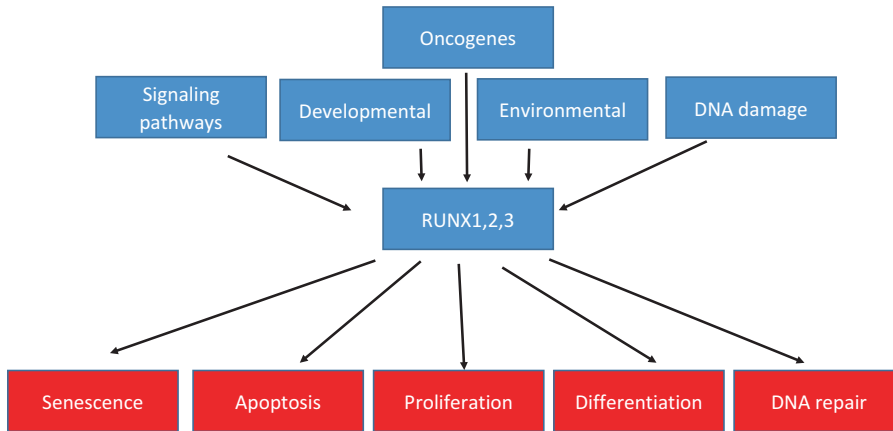 Oncogenes
Signaling
pathways
Developmental
Environmental
DNA damage
RUNX1,2,3
Senescence
Apoptosis
Proliferation
Differentiation
DNA repair